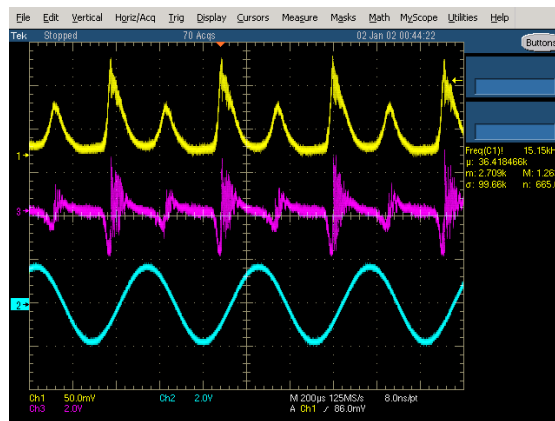 File Edit Vertical Horiz/Acq Trig Display Cursors Measure Masks Math MyScope Utilities Help
Tek Stopped 70 Acqs 02 Jan 02 00:44:22
Buttons
1
3
2
Freq(C1)! 15.15k
µ: 36.418466k
m: 2.709k M: 1.26
σ: 99.66k n: 665.
Ch1 50.0mV Ch2 2.0V M 200µs 125MS/s 8.0ns/pt
Ch3 2.0V A Ch1 ⁄ 86.0mV